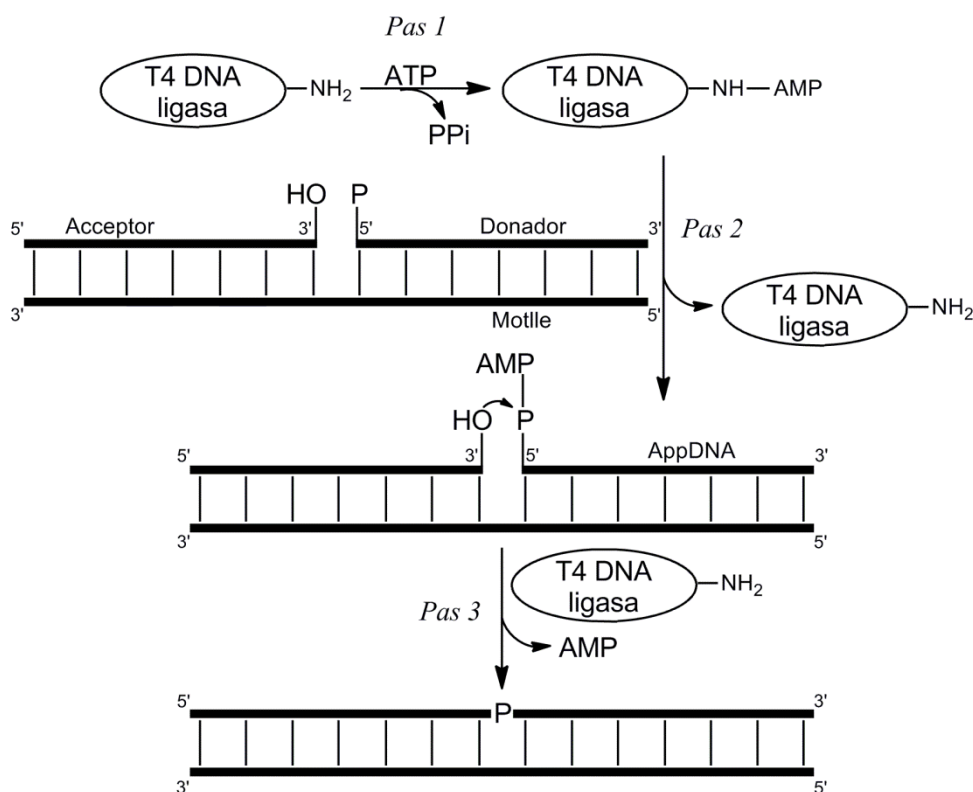 Pas 1
T4 DNA
ligasa
NH2
ATP
PPi
T4 DNA
ligasa
NH
AMP
HO
P
5'
Acceptor
3'
5'
Donador
3'
Pas 2
3'
Motlle
5'
T4 DNA
ligasa
NH2
AMP
HO
P
5'
3'
5'
AppDNA
3'
3'
5'
T4 DNA
ligasa
NH2
Pas 3
AMP
5'
P
3'
3'
5'